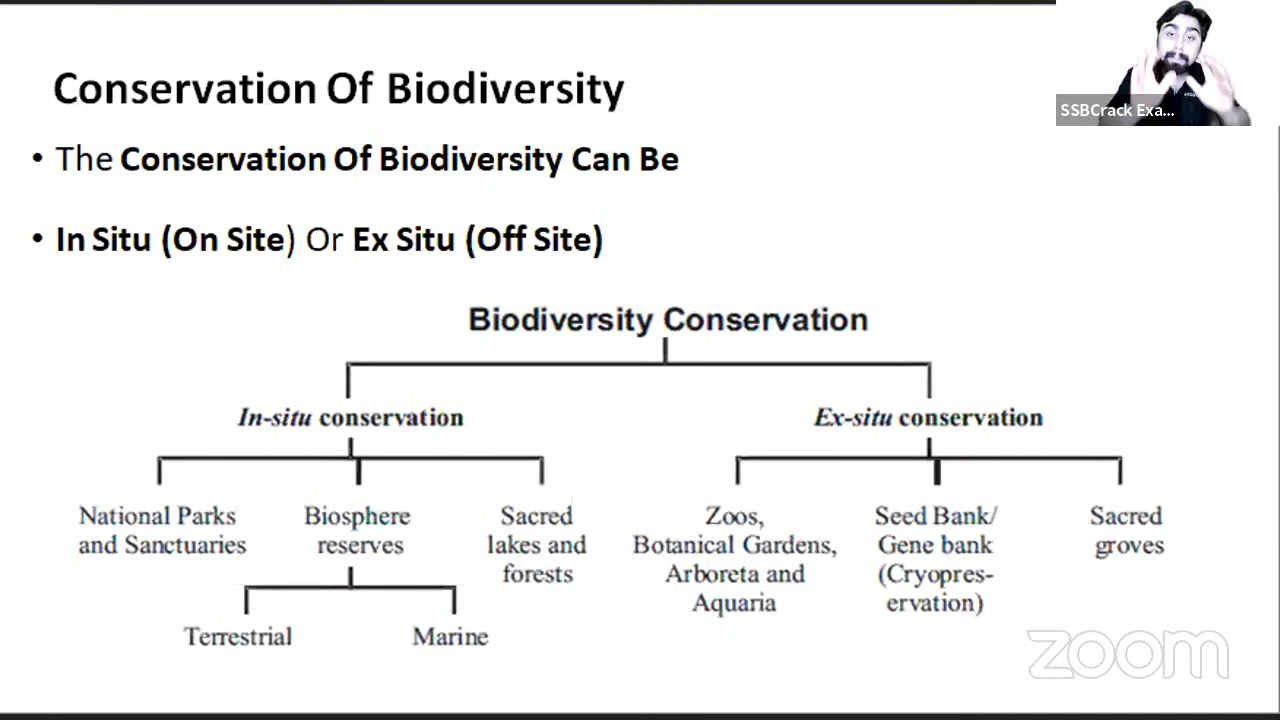 Conservation Of Biodiversity
SSBCrack Exa...
• The Conservation Of Biodiversity Can Be
• In Situ (On Site) Or Ex Situ (Off Site)
Biodiversity Conservation
In-situ conservation
Ex-situ conservation
National Parks
and Sanctuaries
Biosphere
reserves
Sacred
lakes and
forests
Zoos,
Botanical Gardens,
Arboreta and
Aquaria
Seed Bank/
Gene bank
(Cryopres-
ervation)
Sacred
groves
Terrestrial
Marine
zoom